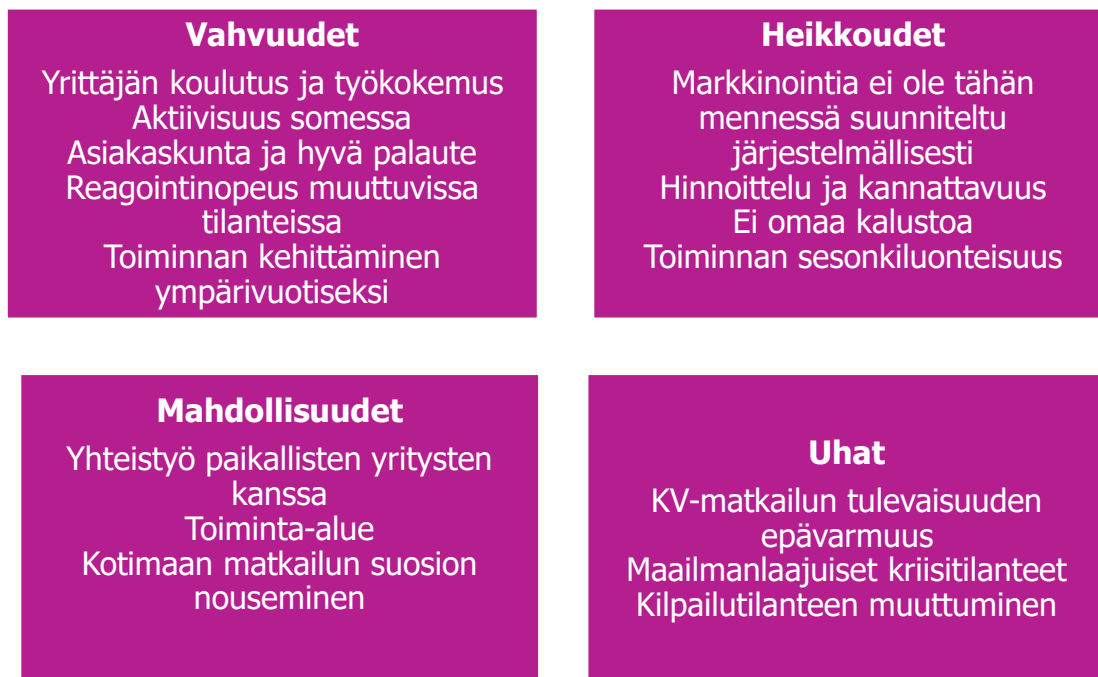 Vahvuudet
Yrittäjän koulutus ja työkokemus
Aktiivisuus somessa
Asiakaskunta ja hyvä palaute
Reagointinopeus muuttuvissa
tilanteissa
Toiminnan kehittäminen
ympärivuotiseksi
Heikkoudet
Markkinointia ei ole tähän
mennessä suunniteltu
järjestelmällisesti
Hinnoittelu ja kannattavuus
Ei omaa kalustoa
Toiminnan sesonkiluonteisuus
Mahdollisuudet
Yhteistyö paikallisten yritysten
kanssa
Toiminta-alue
Kotimaan matkailun suosion
nouseminen
Uhat
KV-matkailun tulevaisuuden
epävarmuus
Maailmanlaajuiset kriisitilanteet
Kilpailutilanteen muuttuminen